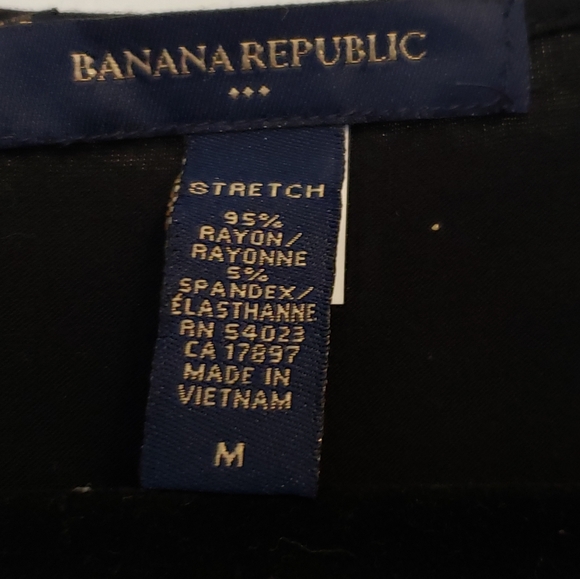 BANANA REPUBLIC
STRETCH
95%
RAYON/
RAYONNE
5%
SPANDEX/
ÉLASTHANNE
RN 54023
CA 17897
MADE IN
VIETNAM
M